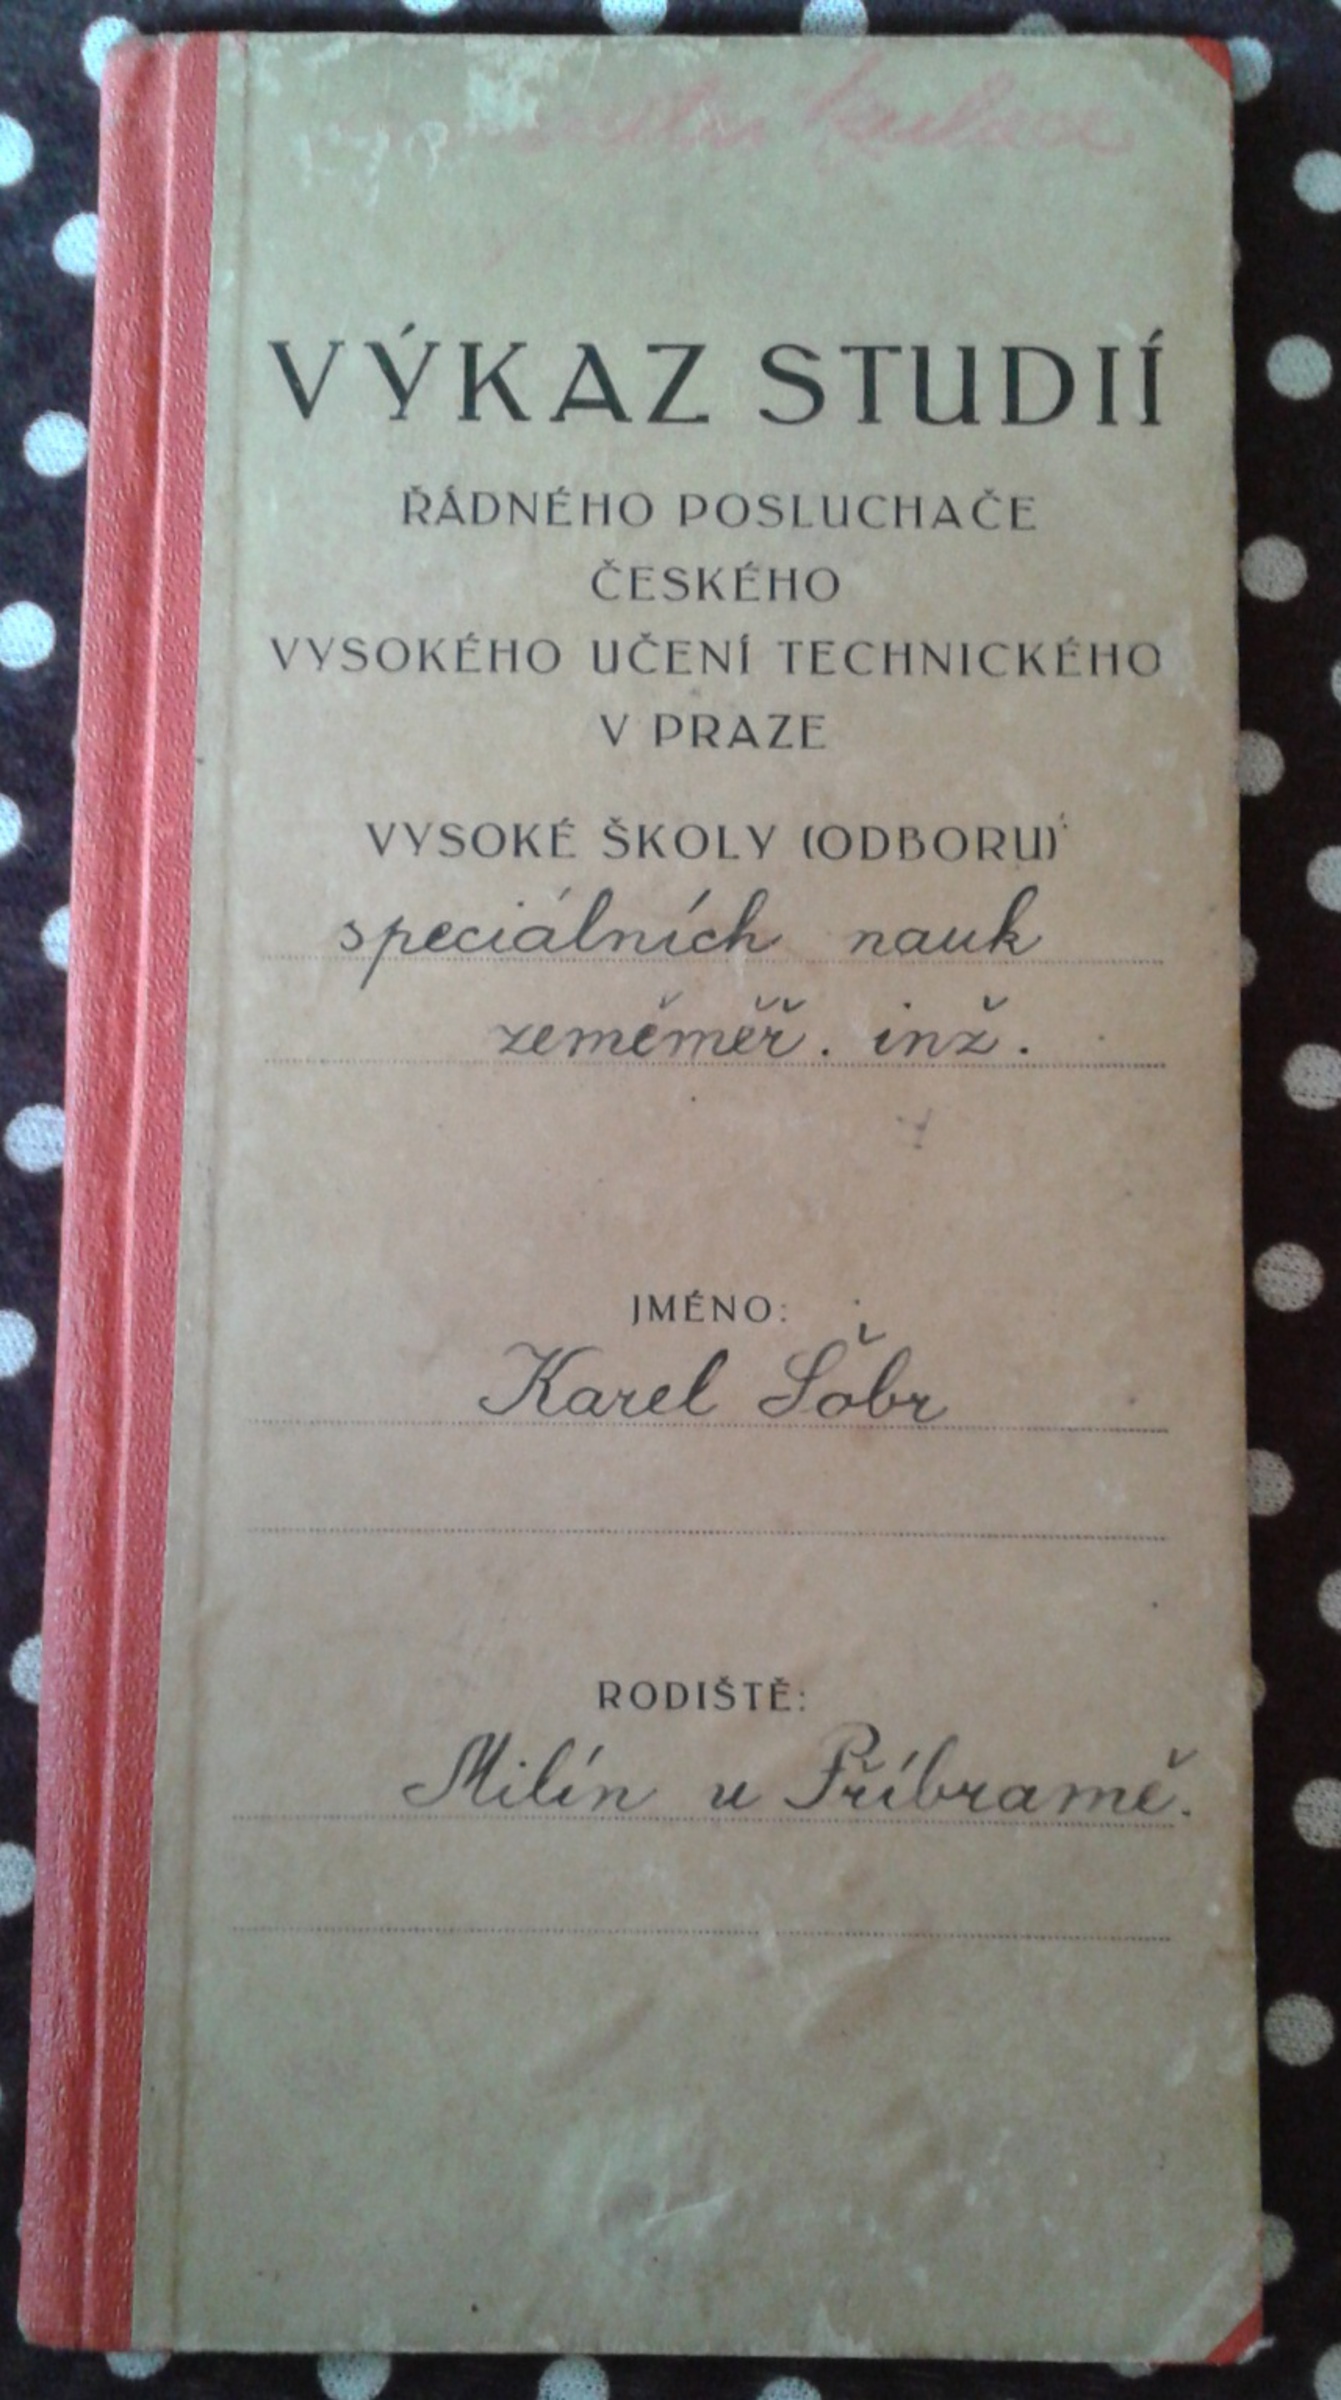 VÝKAZ STUDIÍ
ŘÁDNÉHO POSLUCHAČE
ČESKÉHO
VYSOKÉHO UČENÍ TECHNICKÉHO
V PRAZE
VYSOKÉ ŠKOLY (ODBORU)
speciálních nauk
zeměměř. inž.
JMÉNO:
Karel Šobr
RODIŠTĚ:
Milín u Příbramě.